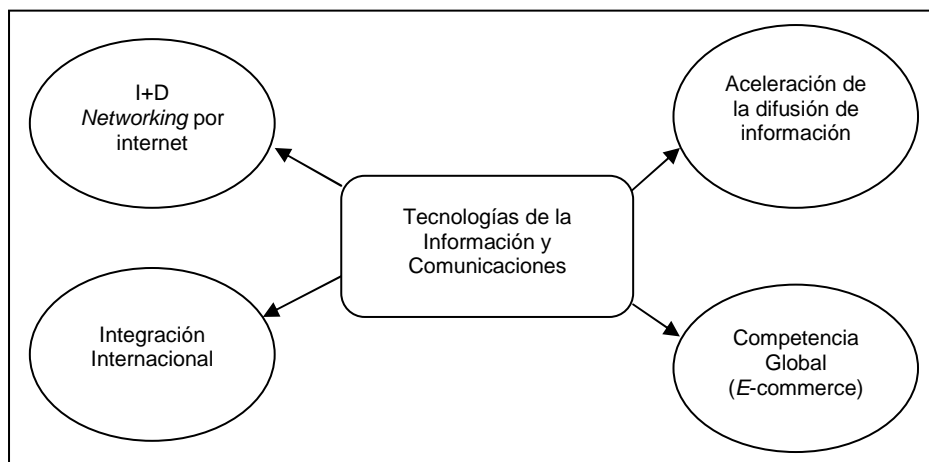 I+D
Networking por
internet
Aceleración de
la difusión de
información
Tecnologías de la
Información y
Comunicaciones
Integración
Internacional
Competencia
Global
(E-commerce)